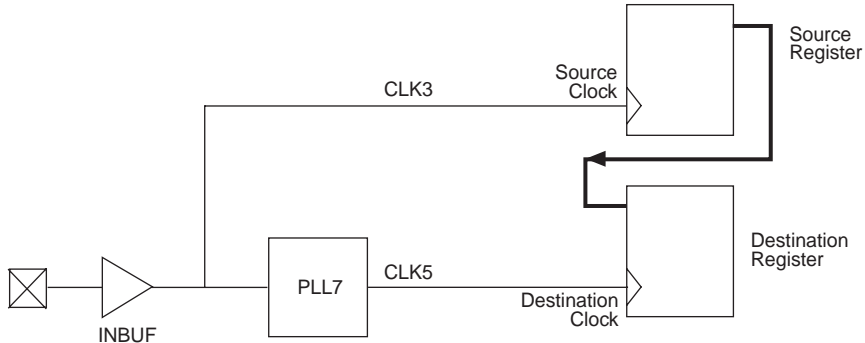 Source
Register
Source
Clock
CLK3
Destination
Register
PLL7
CLK5
Destination
Clock
INBUF